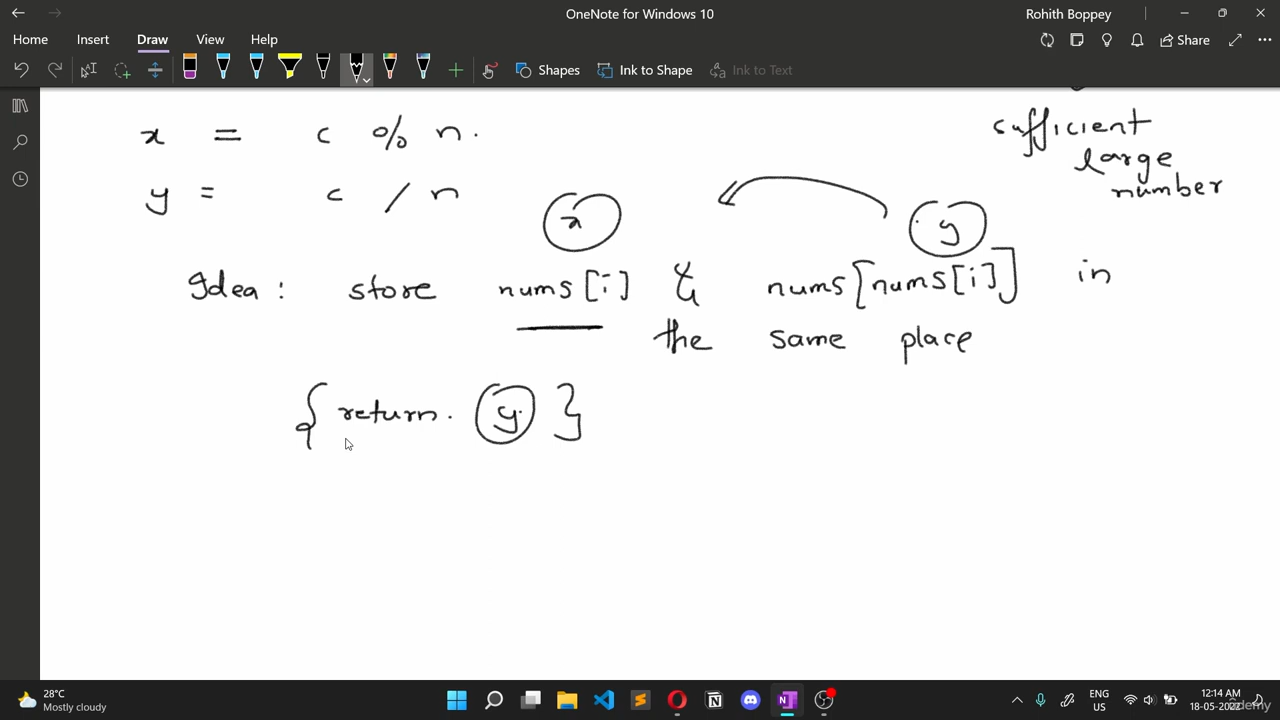 OneNote for Windows 10
Rohith Boppey
Home Insert Draw View Help
Share
Shapes Ink to Shape Ink to Text
x = c % n.
y = c / n
sufficient
large
number
x y
Idea : store nums[i] & nums[nums[i]] in
the same place
{ return. y }
28°C
Mostly cloudy
ENG
US
12:14 AM
18-05-2022
ûdemy